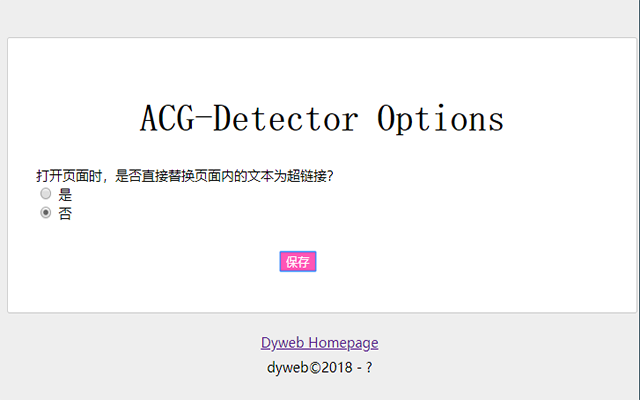 ACG-Detector Options
打开页面时，是否直接替换页面内的文本为超链接?
是
否
保存
Dyweb Homepage
dyweb©2018 - ?